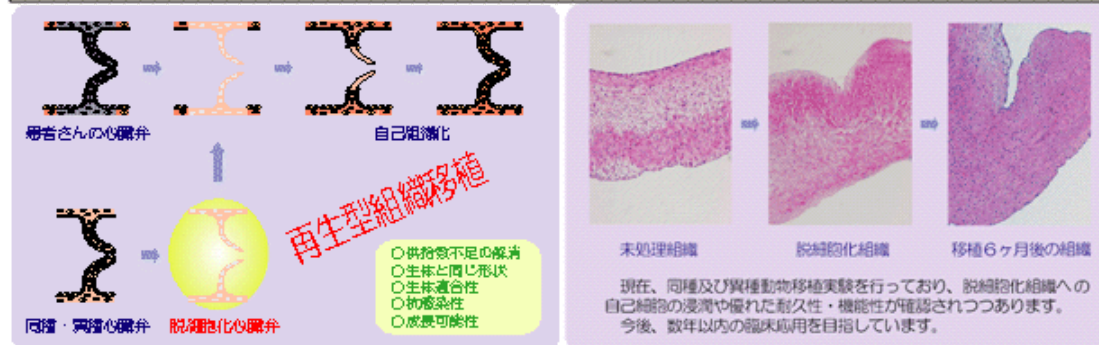 患者さんの心臓弁
自己組織化
同種・異種心臓弁
脱細胞化心臓弁
再生型組織移植
○供給数不足の解消
○生体と同じ形状
○生体適合性
○抗感染性
○成長可能性
未処理組織
脱細胞化組織
移植6ヶ月後の組織
現在、同種及び異種動物移植実験を行っており、脱細胞化組織への
自己細胞の浸潤や優れた耐久性・機能性が確認されつつあります。
今後、数年以内の臨床応用を目指しています。